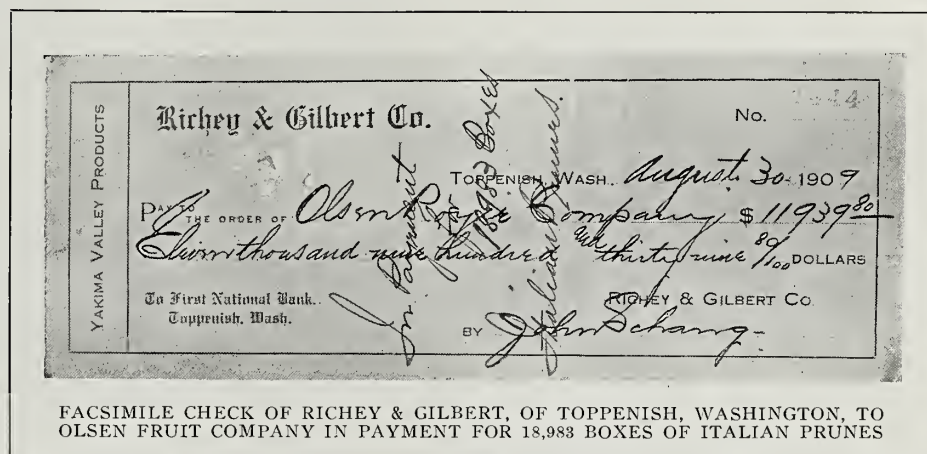 YAKIMA VALLEY PRODUCTS
Richey & Gilbert Co.
No.
TOPPENISH, WASH. August 30 1909
PAY TO THE ORDER OF Olsen Company $ 11939 80
thousand nine hundred and thirty nine 80/100 DOLLARS
To First National Bank.
Toppenish, Wash.
RICHEY & GILBERT CO.
BY John Schang
In Payment
for 18983 Boxes
Italian Prunes.
FACSIMILE CHECK OF RICHEY & GILBERT, OF TOPPENISH, WASHINGTON, TO
OLSEN FRUIT COMPANY IN PAYMENT FOR 18,983 BOXES OF ITALIAN PRUNES